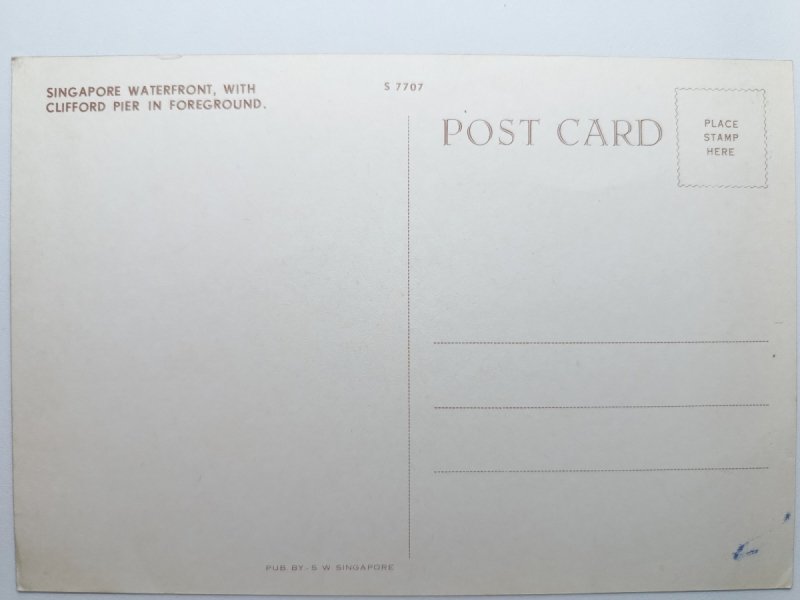 SINGAPORE WATERFRONT, WITH
CLIFFORD PIER IN FOREGROUND.
S 7707
POST CARD
PLACE
STAMP
HERE
PUB. BY.- S W SINGAPORE